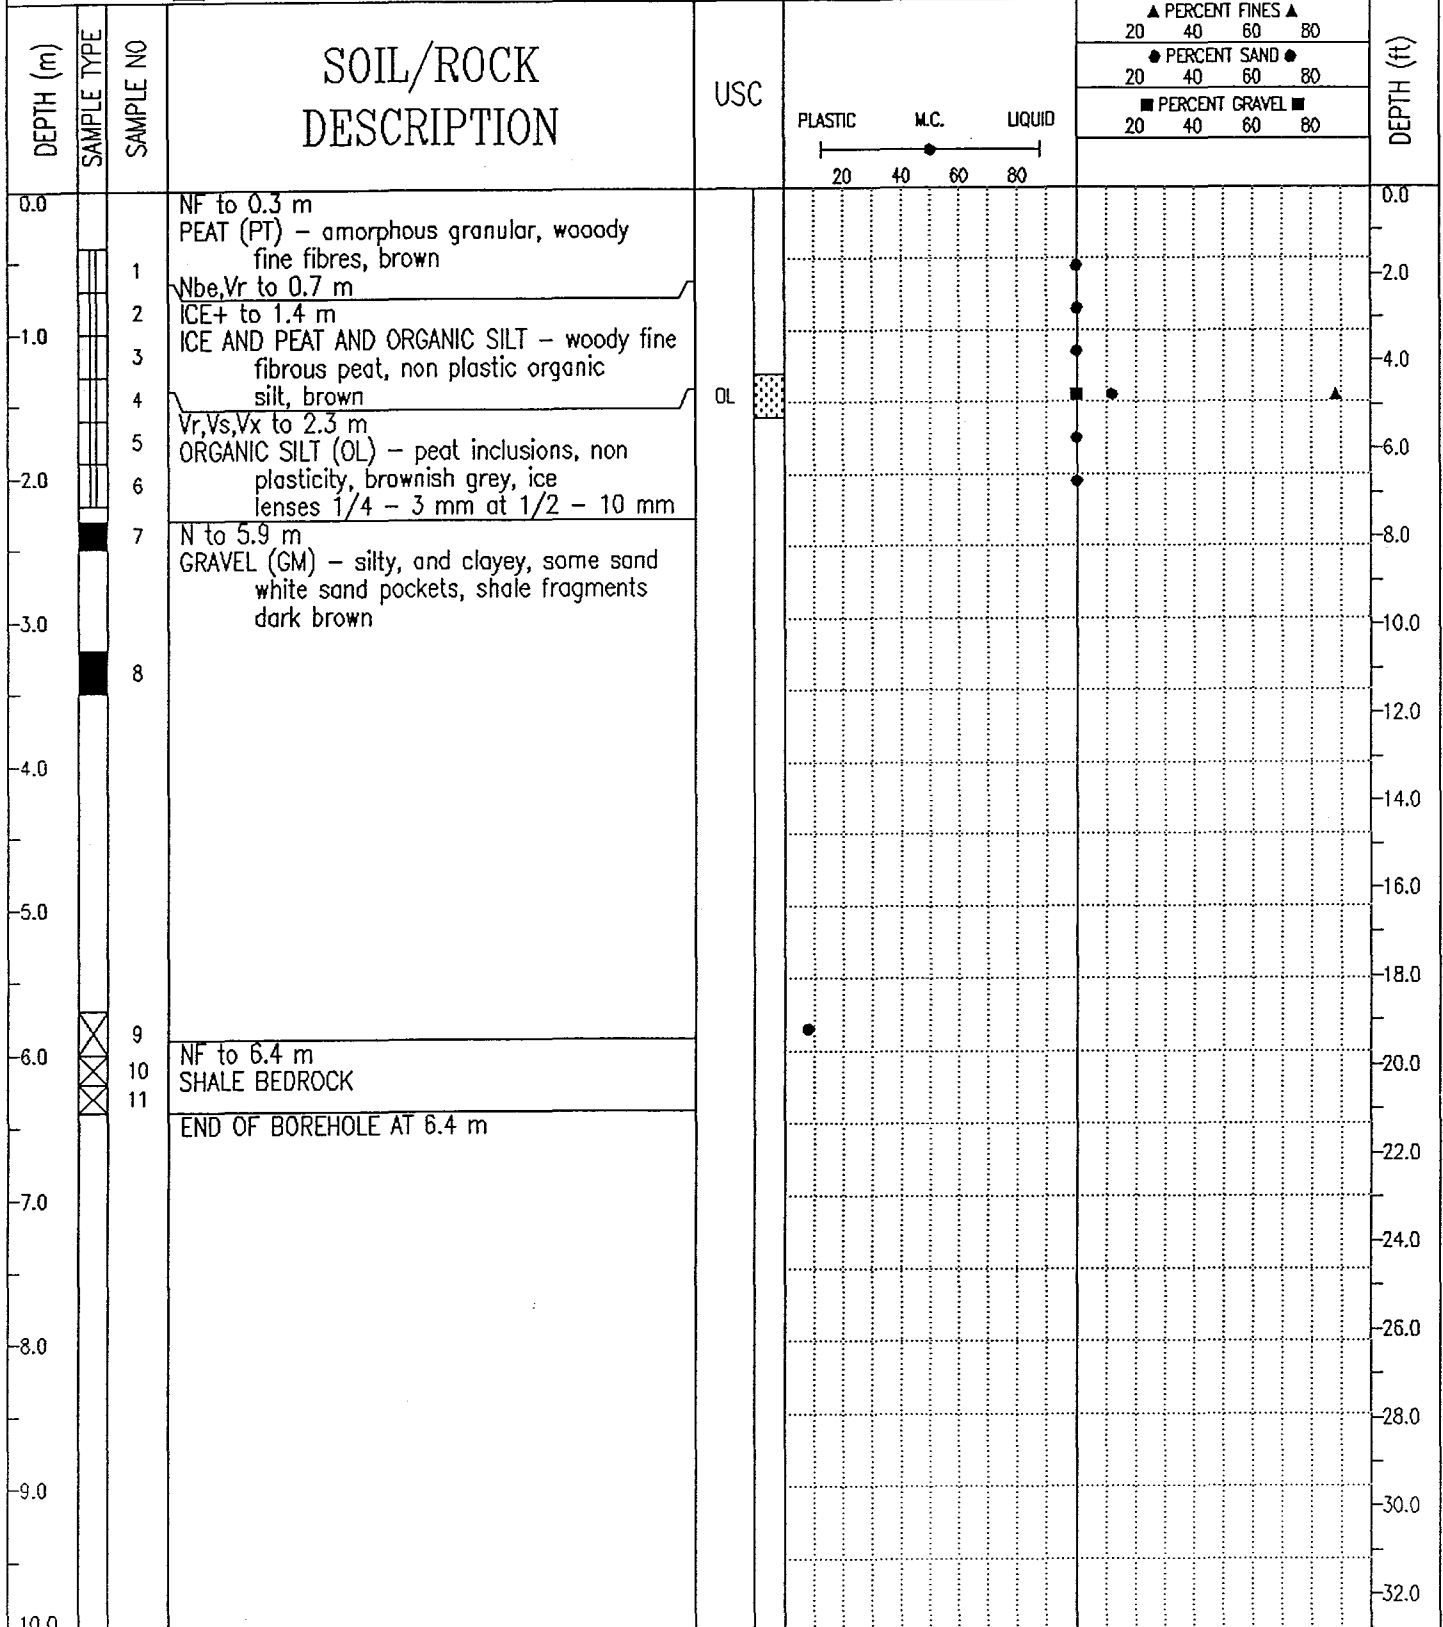 DEPTH (m)
SAMPLE TYPE
SAMPLE NO
SOIL/ROCK
DESCRIPTION
USC
PLASTIC M.C. LIQUID
20 40 60 80
▲ PERCENT FINES ▲
20 40 60 80
● PERCENT SAND ●
20 40 60 80
■ PERCENT GRAVEL ■
20 40 60 80
DEPTH (ft)
0.0
-1.0
-2.0
-3.0
-4.0
-5.0
-6.0
-7.0
-8.0
-9.0
10.0
1
2
3
4
5
6
7
8
9
10
11
NF to 0.3 m
PEAT (PT) – amorphous granular, wooody
fine fibres, brown
Nbe,Vr to 0.7 m
ICE+ to 1.4 m
ICE AND PEAT AND ORGANIC SILT – woody fine
fibrous peat, non plastic organic
silt, brown
Vr,Vs,Vx to 2.3 m
ORGANIC SILT (OL) – peat inclusions, non
plasticity, brownish grey, ice
lenses 1/4 – 3 mm at 1/2 – 10 mm
N to 5.9 m
GRAVEL (GM) – silty, and clayey, some sand
white sand pockets, shale fragments
dark brown
NF to 6.4 m
SHALE BEDROCK
END OF BOREHOLE AT 6.4 m
OL
0.0
-2.0
-4.0
-6.0
-8.0
-10.0
-12.0
-14.0
-16.0
-18.0
-20.0
-22.0
-24.0
-26.0
-28.0
-30.0
-32.0